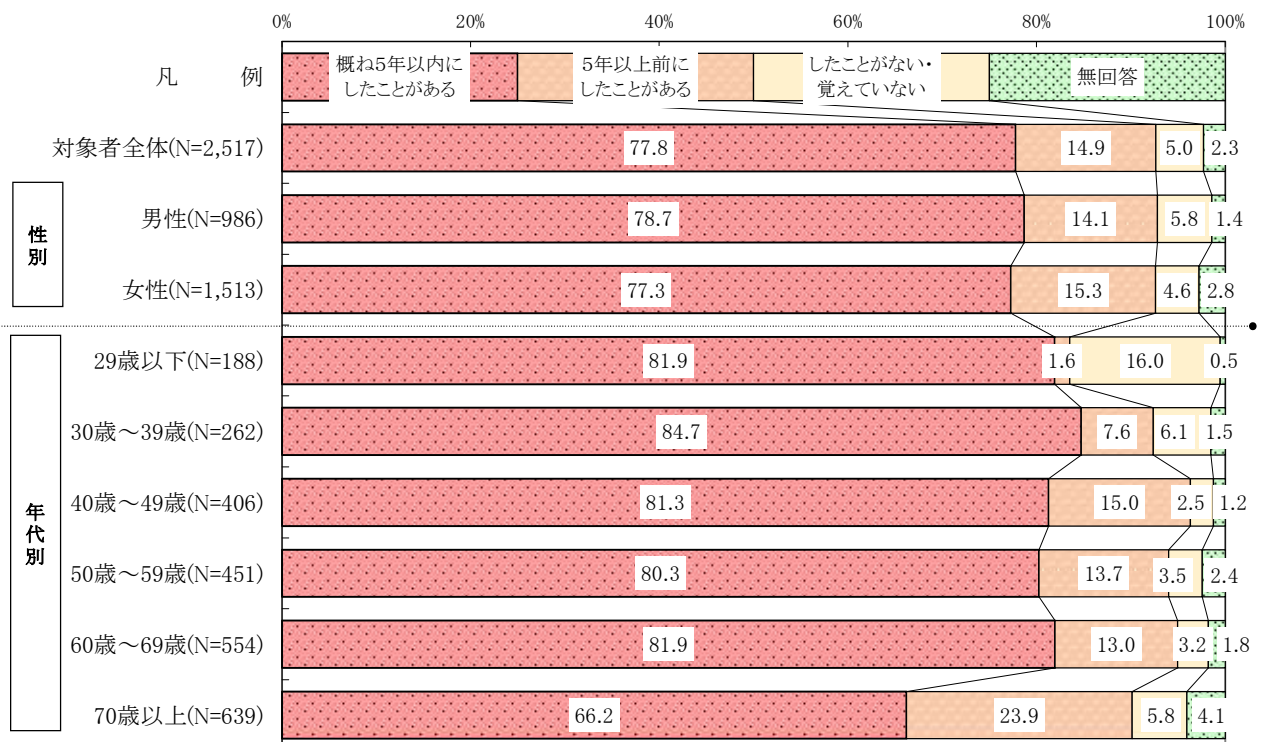 0%
20%
40%
60%
80%
100%
凡　例
概ね5年以内に
したことがある
5年以上前に
したことがある
したことがない・
覚えていない
無回答
対象者全体(N=2,517)
77.8
14.9
5.0
2.3
性別
男性(N=986)
78.7
14.1
5.8
1.4
女性(N=1,513)
77.3
15.3
4.6
2.8
年代別
29歳以下(N=188)
81.9
1.6
16.0
0.5
30歳～39歳(N=262)
84.7
7.6
6.1
1.5
40歳～49歳(N=406)
81.3
15.0
2.5
1.2
50歳～59歳(N=451)
80.3
13.7
3.5
2.4
60歳～69歳(N=554)
81.9
13.0
3.2
1.8
70歳以上(N=639)
66.2
23.9
5.8
4.1